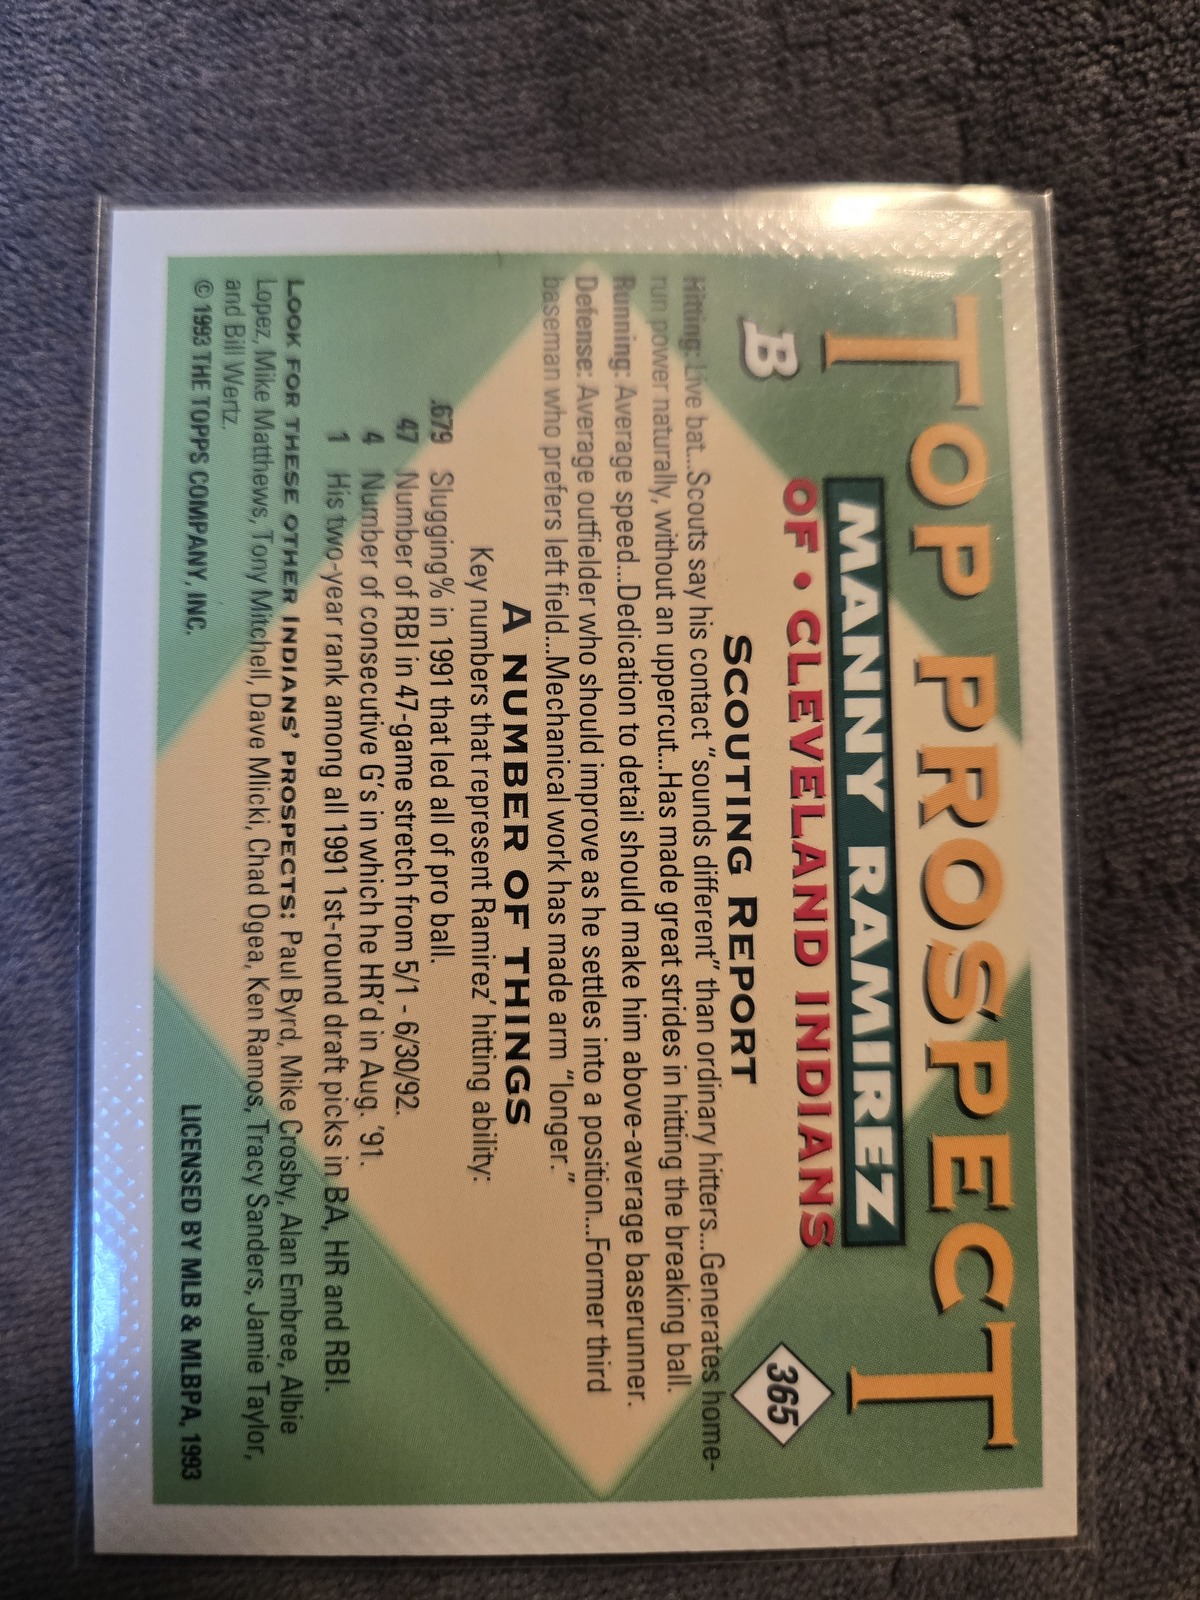 TOP PROSPECT
MANNY RAMIREZ
OF • CLEVELAND INDIANS
B
365
SCOUTING REPORT
Hitting: Live bat...Scouts say his contact "sounds different" than ordinary hitters...Generates home-
run power naturally, without an uppercut...Has made great strides in hitting the breaking ball.
Running: Average speed...Dedication to detail should make him above-average baserunner.
Defense: Average outfielder who should improve as he settles into a position...Former third
baseman who prefers left field...Mechanical work has made arm "longer."
A NUMBER OF THINGS
Key numbers that represent Ramirez' hitting ability:
.679 Slugging% in 1991 that led all of pro ball.
47 Number of RBI in 47-game stretch from 5/1 - 6/30/92.
4 Number of consecutive G's in which he HR'd in Aug. '91.
1 His two-year rank among all 1991 1st-round draft picks in BA, HR and RBI.
LOOK FOR THESE OTHER INDIANS' PROSPECTS: Paul Byrd, Mike Crosby, Alan Embree, Albie
Lopez, Mike Matthews, Tony Mitchell, Dave Mlicki, Chad Ogea, Ken Ramos, Tracy Sanders, Jamie Taylor,
and Bill Wertz.
© 1993 THE TOPPS COMPANY, INC.
LICENSED BY MLB & MLBPA, 1993